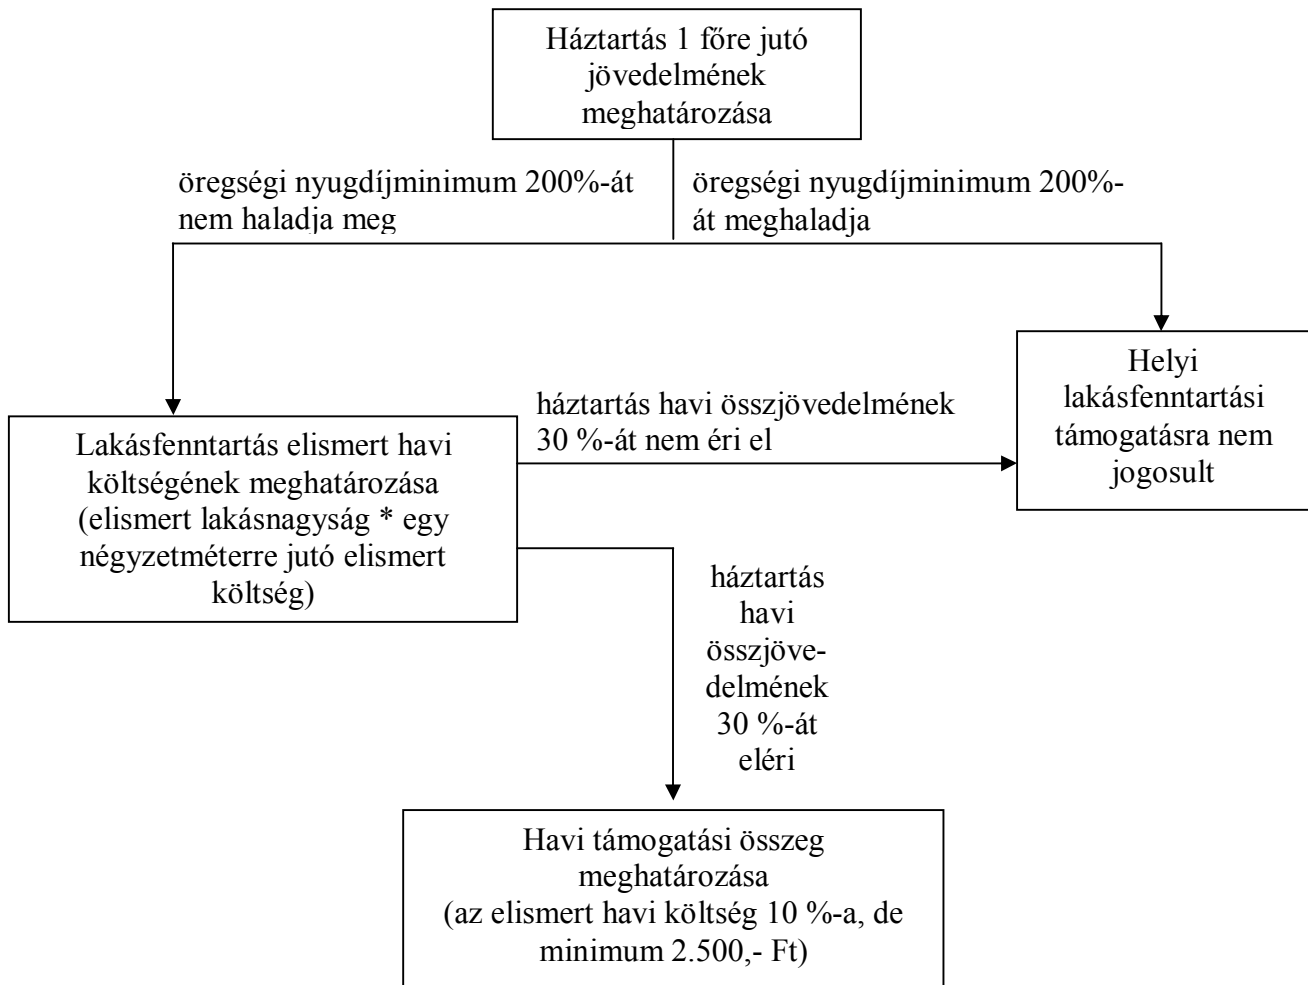 Háztartás 1 főre jutó
jövedelmének
meghatározása
öregségi nyugdíjminimum 200%-át
nem haladja meg
öregségi nyugdíjminimum 200%-
át meghaladja
Helyi
lakásfenntartási
támogatásra nem
jogosult
háztartás havi összjövedelmének
30 %-át nem éri el
Lakásfenntartás elismert havi
költségének meghatározása
(elismert lakásnagyság * egy
négyzetméterre jutó elismert
költség)
háztartás
havi
összjöve-
delmének
30 %-át
eléri
Havi támogatási összeg
meghatározása
(az elismert havi költség 10 %-a, de
minimum 2.500,- Ft)